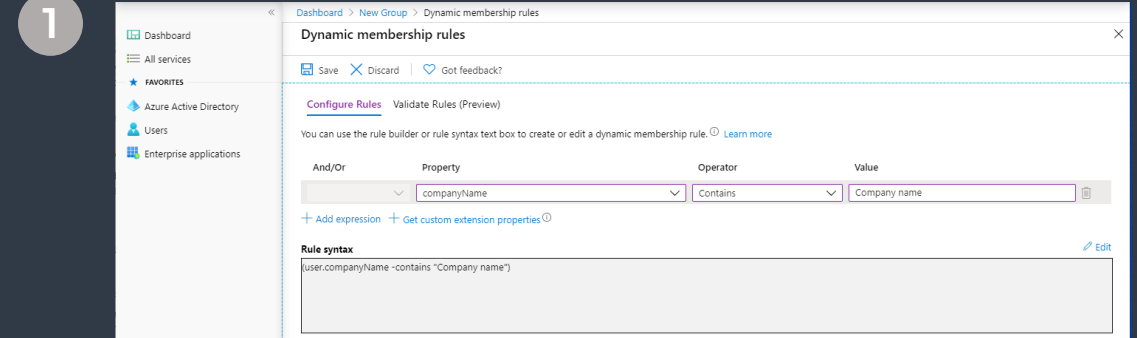 1
«
Dashboard
All services
FAVORITES
Azure Active Directory
Users
Enterprise applications
Dashboard > New Group > Dynamic membership rules
Dynamic membership rules
Save Discard Got feedback?
Configure Rules Validate Rules (Preview)
You can use the rule builder or rule syntax text box to create or edit a dynamic membership rule. Learn more
And/Or Property Operator Value
companyName Contains Company name
+ Add expression + Get custom extension properties
Rule syntax Edit
(user.companyName -contains "Company name")